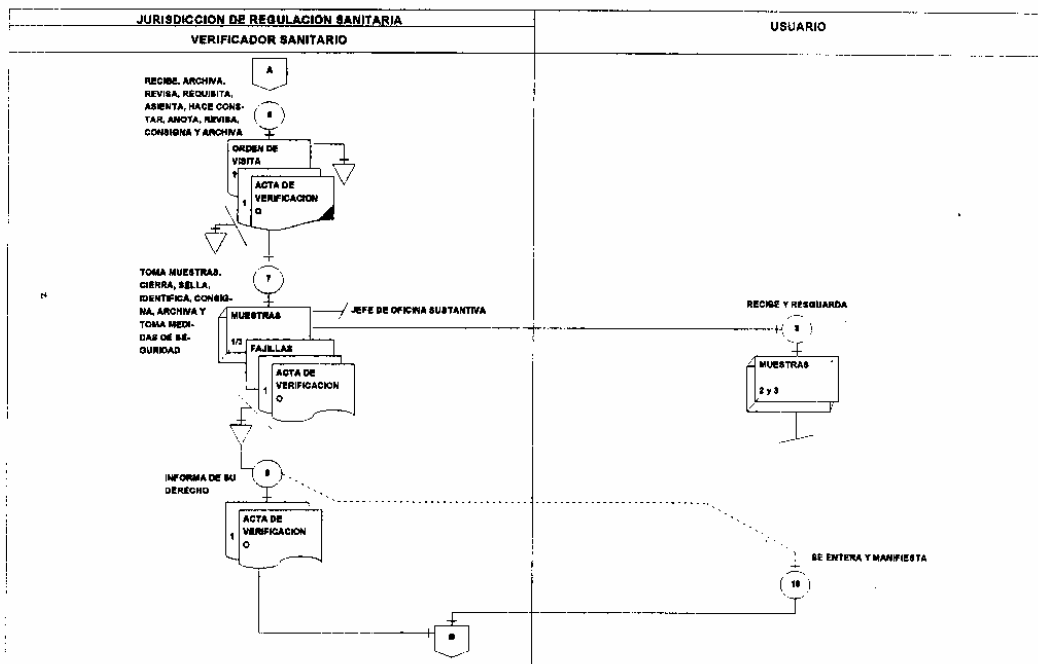 JURISDICCION DE REGULACIÓN SANITARIA
VERIFICADOR SANITARIO
USUARIO
A
RECIBE, ARCHIVA,
REVISA, REQUISITA,
ASIENTA, HACE CONS-
TAR, ANOTA, REVISA,
CONSIGNA Y ARCHIVA
6
ORDEN DE
VISITA
1
ACTA DE
VERIFICACION
O
TOMA MUESTRAS,
CIERRA, SELLA,
IDENTIFICA, CONSIG-
NA, ARCHIVA Y
TOMA MEDI-
DAS DE SE-
GURIDAD
7
MUESTRAS
1/3
JEFE DE OFICINA SUSTANTIVA
FAJILLAS
1
ACTA DE
VERIFICACION
O
RECIBE Y RESGUARDA
MUESTRAS
2 y 3
INFORMA DE SU
DERECHO
9
1
ACTA DE
VERIFICACION
O
SE ENTERA Y MANIFIESTA
10
B